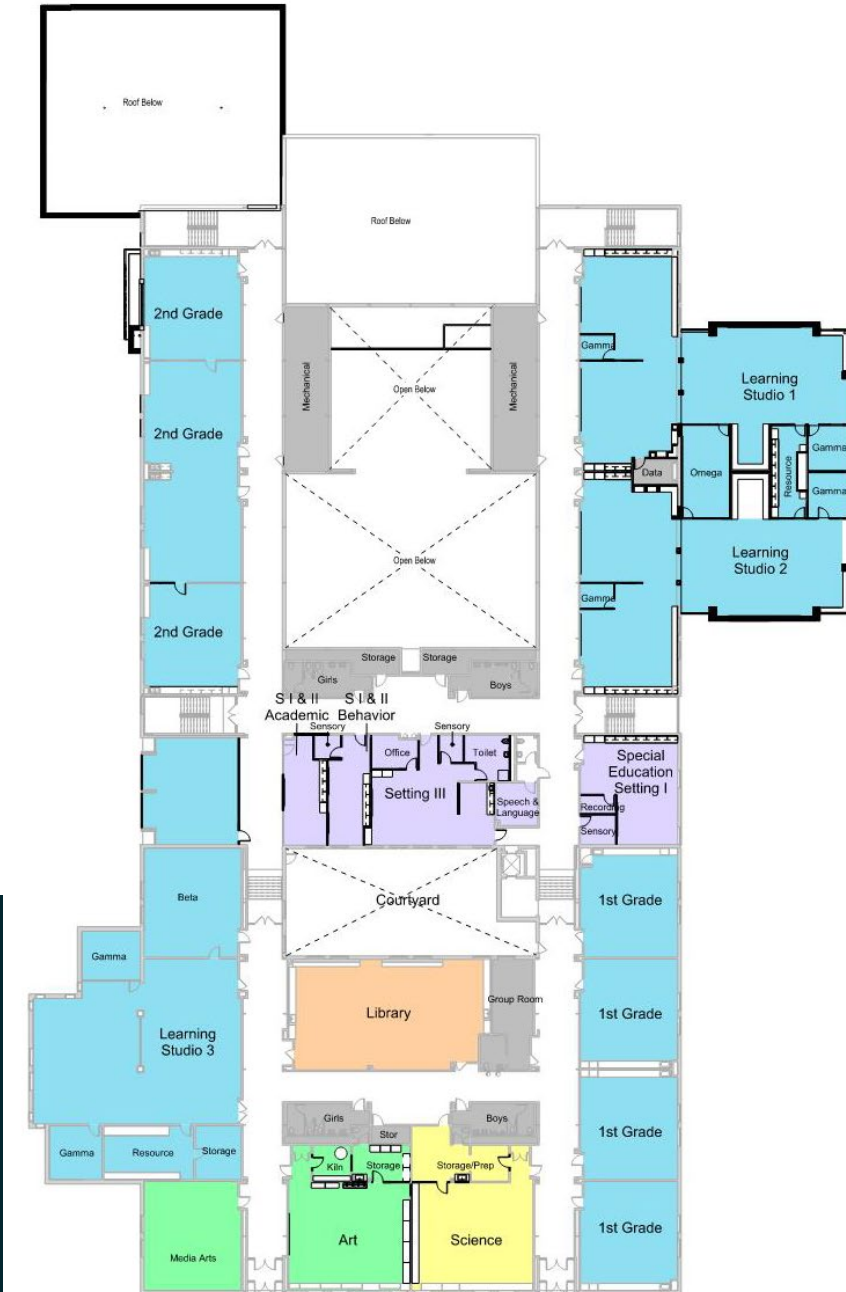 Roof Below
Roof Below
2nd Grade
Mechanical
Open Below
Mechanical
Gamma
Learning
Studio 1
2nd Grade
Data
Omega
Resource
Gamma
Gamma
Open Below
Learning
Studio 2
Gamma
2nd Grade
Storage
Storage
Girls
Boys
S I & II
Academic
S I & II
Behavior
Sensory
Sensory
Office
Toilet
Setting III
Speech &
Language
Special
Education
Setting I
Recording
Sensory
Beta
Courtyard
1st Grade
Gamma
Library
Group Room
1st Grade
Learning
Studio 3
Girls
Boys
Stor
1st Grade
Gamma
Resource
Storage
Kiln
Storage
Storage/Prep
Media Arts
Art
Science
1st Grade